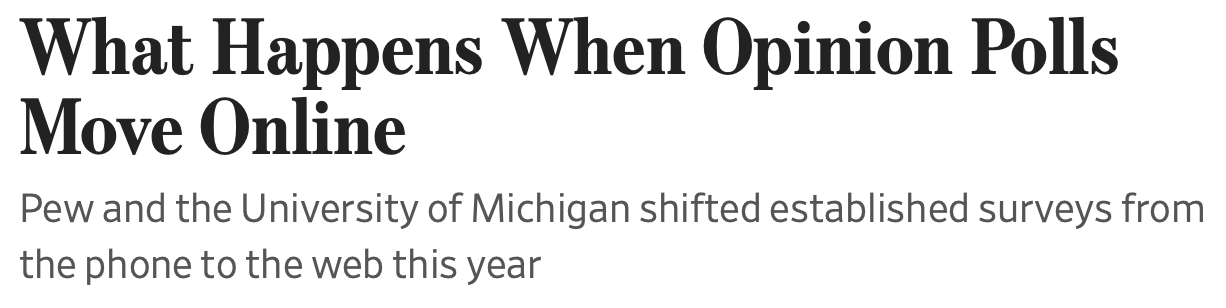 What Happens When Opinion Polls
Move Online
Pew and the University of Michigan shifted established surveys from
the phone to the web this year